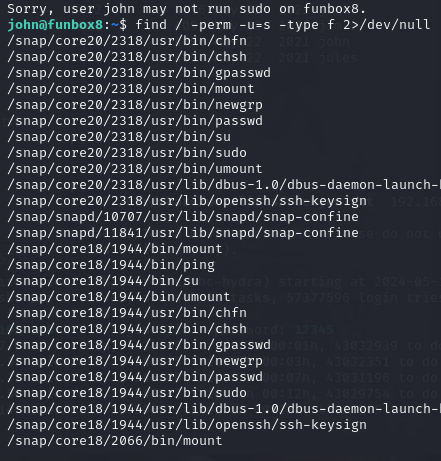 Sorry, user john may not run sudo on funbox8.
john@funbox8:~$ find / -perm -u=s -type f 2>/dev/null
/snap/core20/2318/usr/bin/chfn
/snap/core20/2318/usr/bin/chsh
/snap/core20/2318/usr/bin/gpasswd
/snap/core20/2318/usr/bin/mount
/snap/core20/2318/usr/bin/newgrp
/snap/core20/2318/usr/bin/passwd
/snap/core20/2318/usr/bin/su
/snap/core20/2318/usr/bin/sudo
/snap/core20/2318/usr/bin/umount
/snap/core20/2318/usr/lib/dbus-1.0/dbus-daemon-launch-
/snap/core20/2318/usr/lib/openssh/ssh-keysign
/snap/snapd/10707/usr/lib/snapd/snap-confine
/snap/snapd/11841/usr/lib/snapd/snap-confine
/snap/core18/1944/bin/mount
/snap/core18/1944/bin/ping
/snap/core18/1944/bin/su
/snap/core18/1944/bin/umount
/snap/core18/1944/usr/bin/chfn
/snap/core18/1944/usr/bin/chsh
/snap/core18/1944/usr/bin/gpasswd
/snap/core18/1944/usr/bin/newgrp
/snap/core18/1944/usr/bin/passwd
/snap/core18/1944/usr/bin/sudo
/snap/core18/1944/usr/lib/dbus-1.0/dbus-daemon-launch-
/snap/core18/1944/usr/lib/openssh/ssh-keysign
/snap/core18/2066/bin/mount